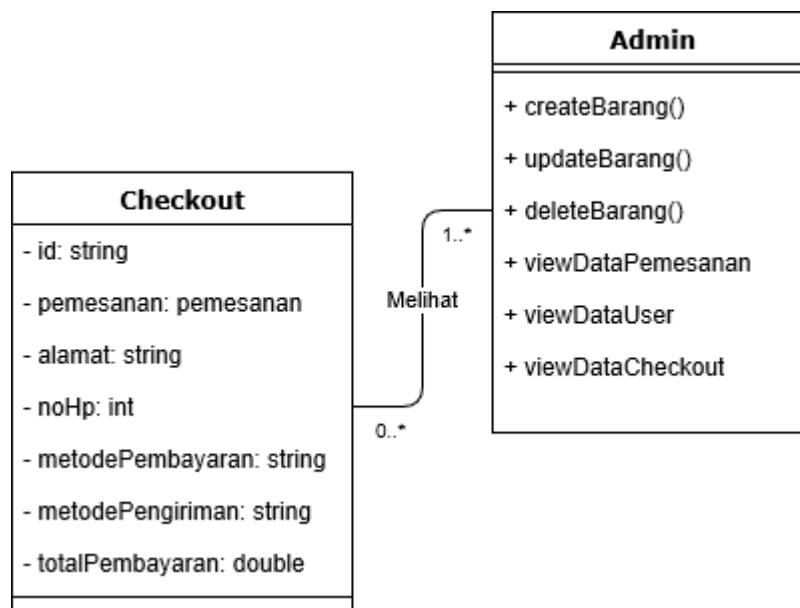 Admin
+ createBarang()
+ updateBarang()
+ deleteBarang()
+ viewDataPemesanan
+ viewDataUser
+ viewDataCheckout
1..*
Melihat
0..*
Checkout
- id: string
- pemesanan: pemesanan
- alamat: string
- noHp: int
- metodePembayaran: string
- metodePengiriman: string
- totalPembayaran: double